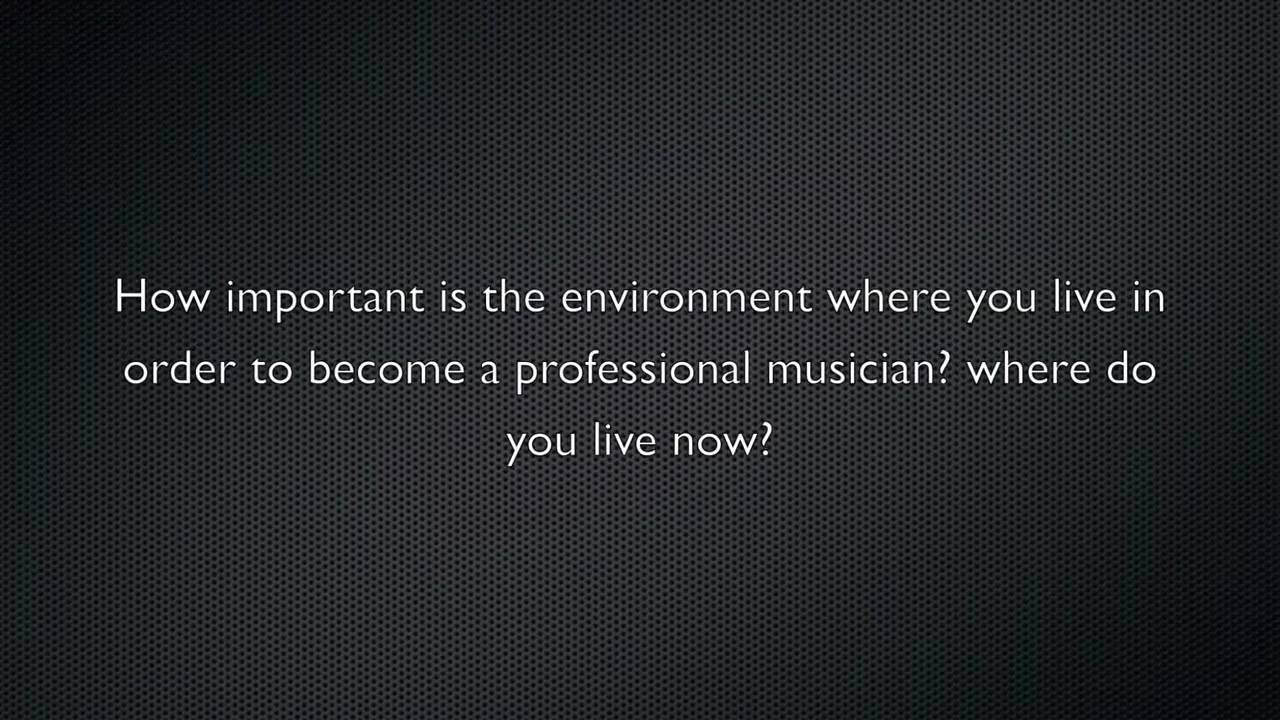 How important is the environment where you live in
order to become a professional musician? where do
you live now?